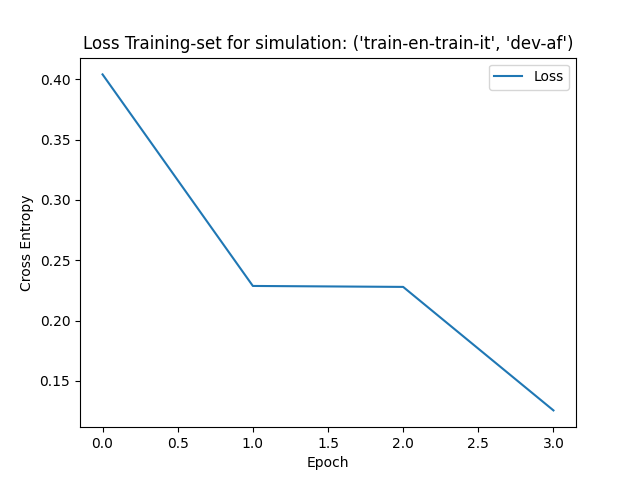 Loss Training-set for simulation: ('train-en-train-it', 'dev-af')
Loss
0.40
0.35
0.30
0.25
0.20
0.15
Cross Entropy
0.0 0.5 1.0 1.5 2.0 2.5 3.0
Epoch